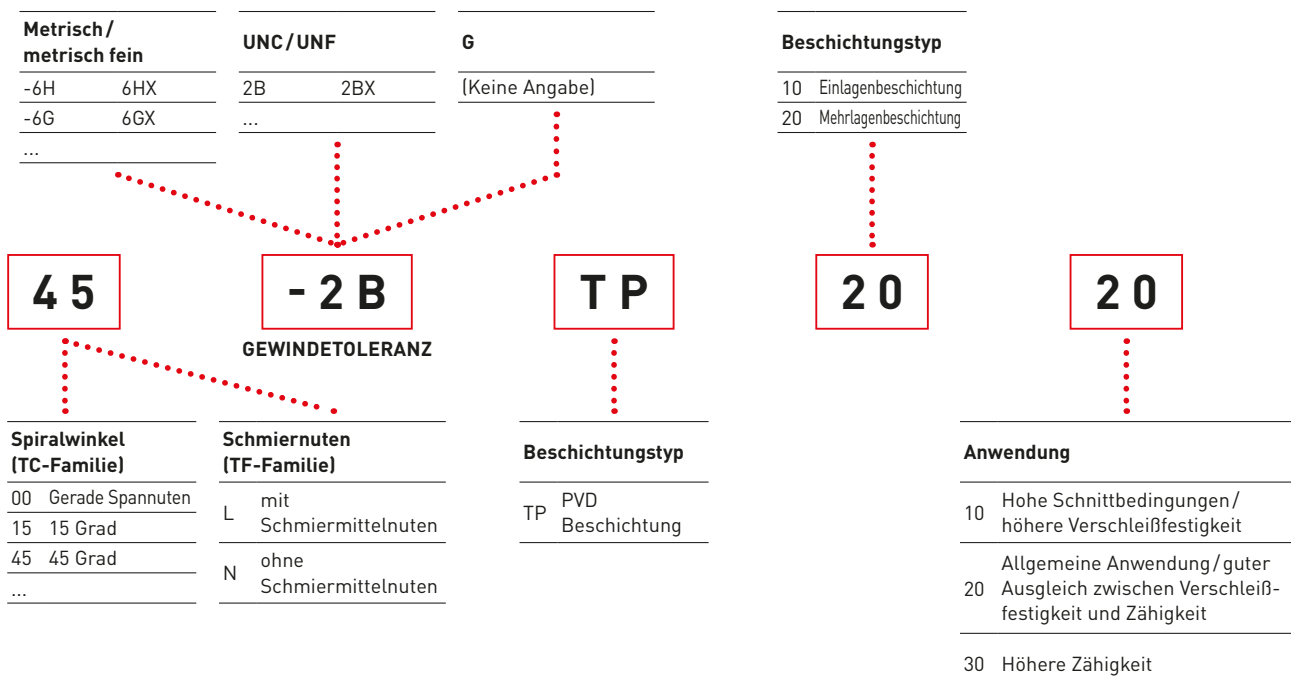 Metrisch/
metrisch fein
-6H 6HX
-6G 6GX
...
UNC/UNF
2B 2BX
...
G
(Keine Angabe)
Beschichtungstyp
10 Einlagenbeschichtung
20 Mehrlagenbeschichtung
45
-2B
TP
20
20
GEWINDETOLERANZ
Spiralwinkel
(TC-Familie)
00 Gerade Spannuten
15 15 Grad
45 45 Grad
...
Schmiernuten
(TF-Familie)
L mit
Schmiermittelnuten
N ohne
Schmiermittelnuten
Beschichtungstyp
TP PVD
Beschichtung
Anwendung
10 Hohe Schnittbedingungen/
höhere Verschleißfestigkeit
20 Allgemeine Anwendung/guter
Ausgleich zwischen Verschleiß-
festigkeit und Zähigkeit
30 Höhere Zähigkeit